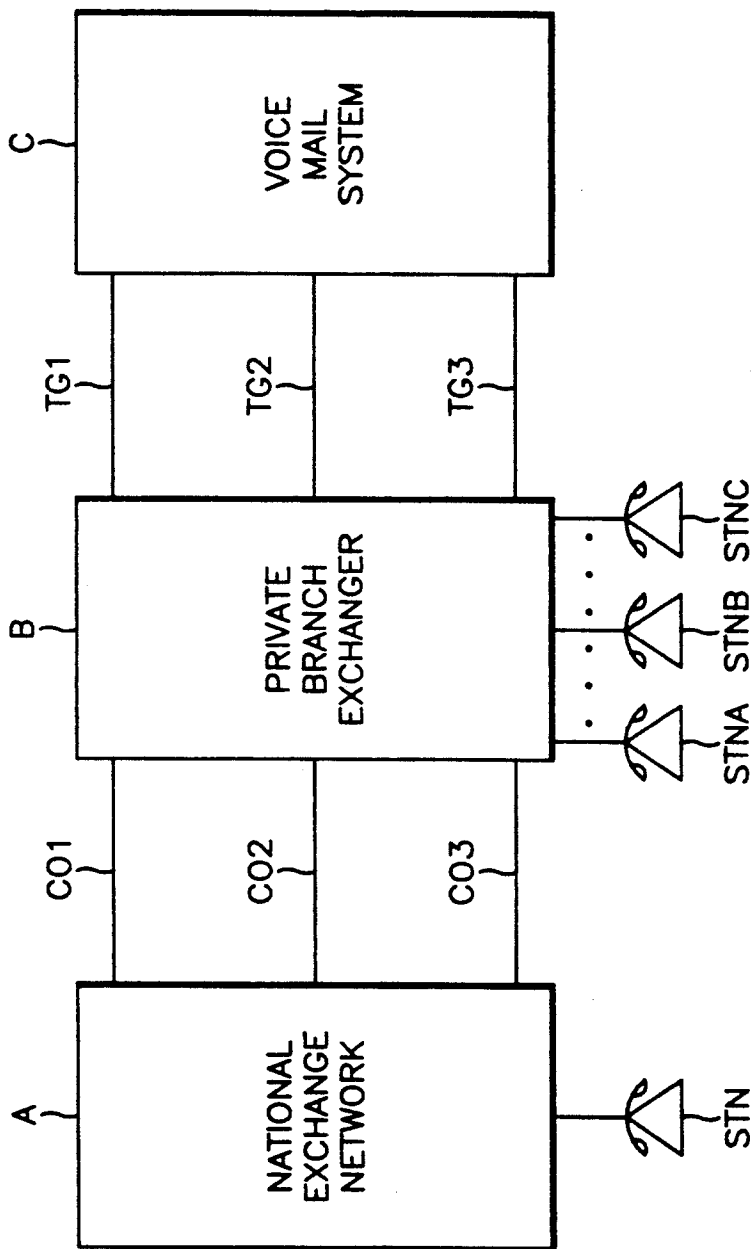 A
B
C
NATIONAL
EXCHANGE
NETWORK
CO1
CO2
CO3
PRIVATE
BRANCH
EXCHANGER
TG1
TG2
TG3
VOICE
MAIL
SYSTEM
STN
STNA
STNB
STNC